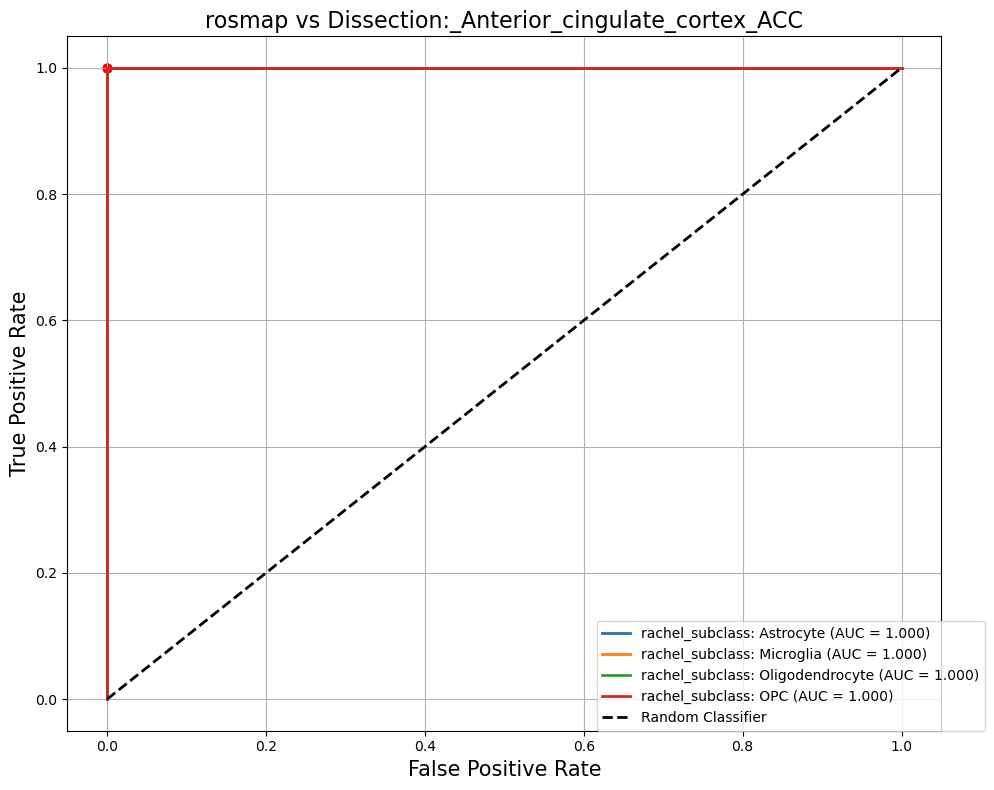 rosmap vs Dissection:_Anterior_cingulate_cortex_ACC
True Positive Rate
1.0
0.8
0.6
0.4
0.2
0.0
0.0 0.2 0.4 0.6 0.8 1.0
False Positive Rate
rachel_subclass: Astrocyte (AUC = 1.000)
rachel_subclass: Microglia (AUC = 1.000)
rachel_subclass: Oligodendrocyte (AUC = 1.000)
rachel_subclass: OPC (AUC = 1.000)
Random Classifier